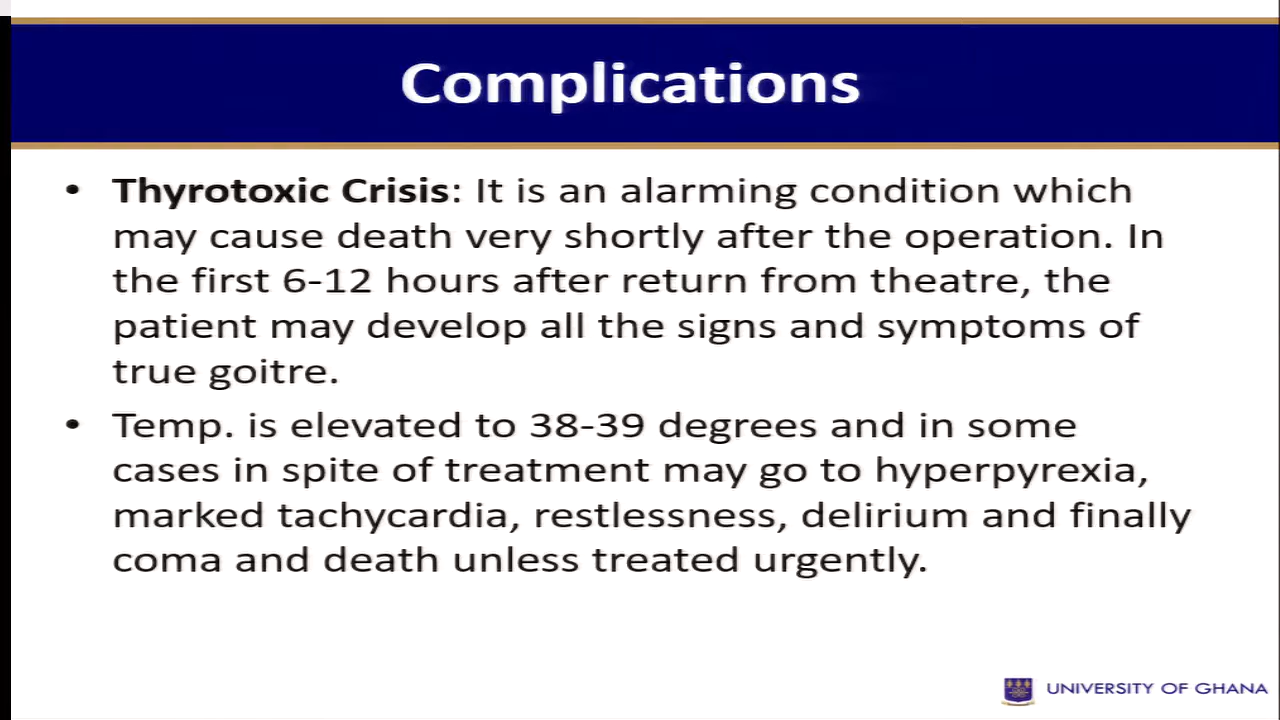 Complications
• Thyrotoxic Crisis: It is an alarming condition which
may cause death very shortly after the operation. In
the first 6-12 hours after return from theatre, the
patient may develop all the signs and symptoms of
true goitre.
• Temp. is elevated to 38-39 degrees and in some
cases in spite of treatment may go to hyperpyrexia,
marked tachycardia, restlessness, delirium and finally
coma and death unless treated urgently.
UNIVERSITY OF GHANA